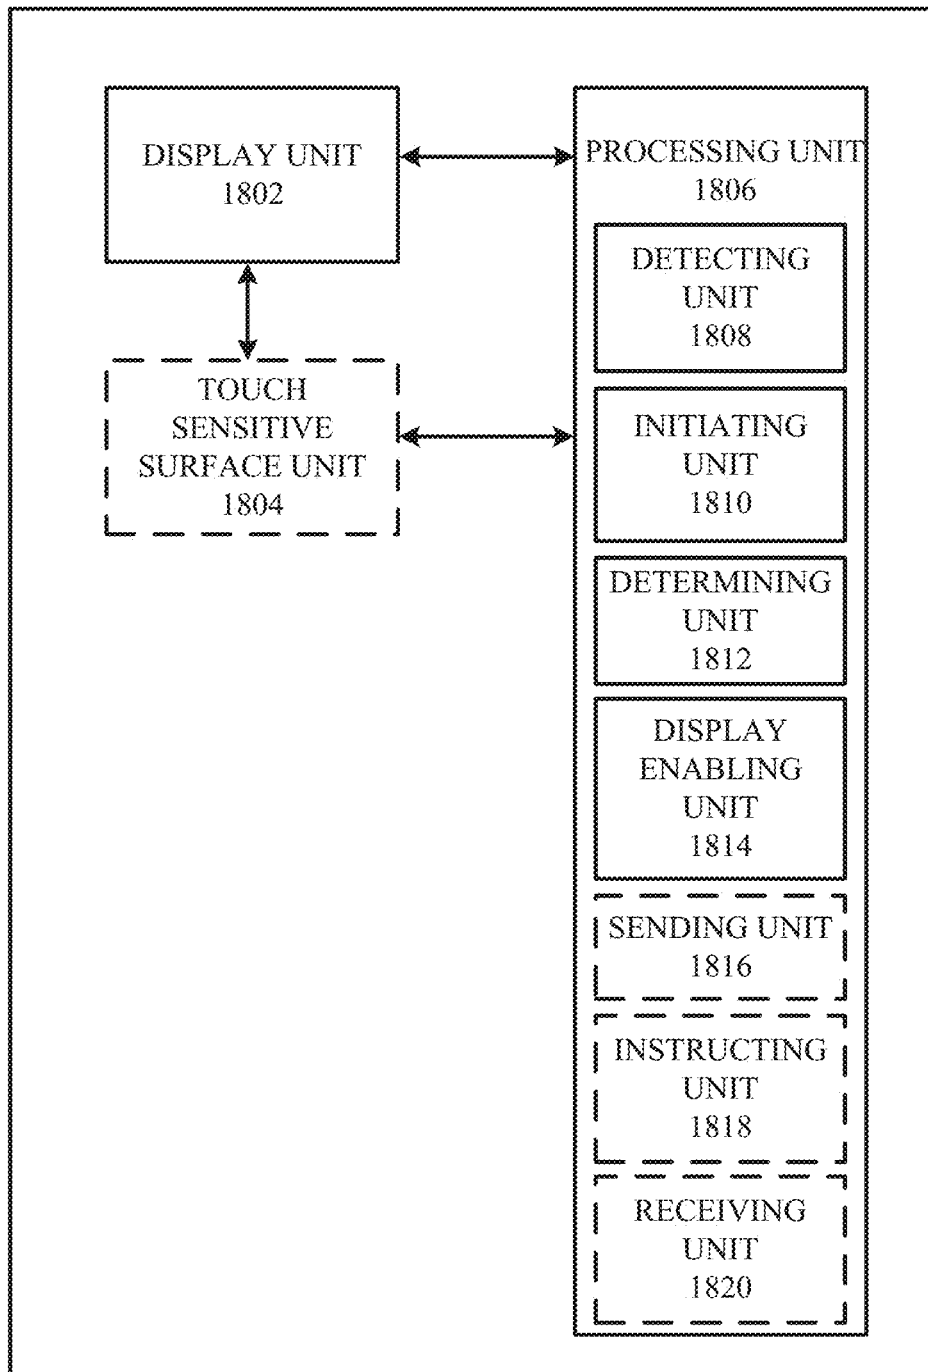 DISPLAY UNIT
1802
TOUCH
SENSITIVE
SURFACE UNIT
1804
PROCESSING UNIT
1806
DETECTING
UNIT
1808
INITIATING
UNIT
1810
DETERMINING
UNIT
1812
DISPLAY
ENABLING
UNIT
1814
SENDING UNIT
1816
INSTRUCTING
UNIT
1818
RECEIVING
UNIT
1820